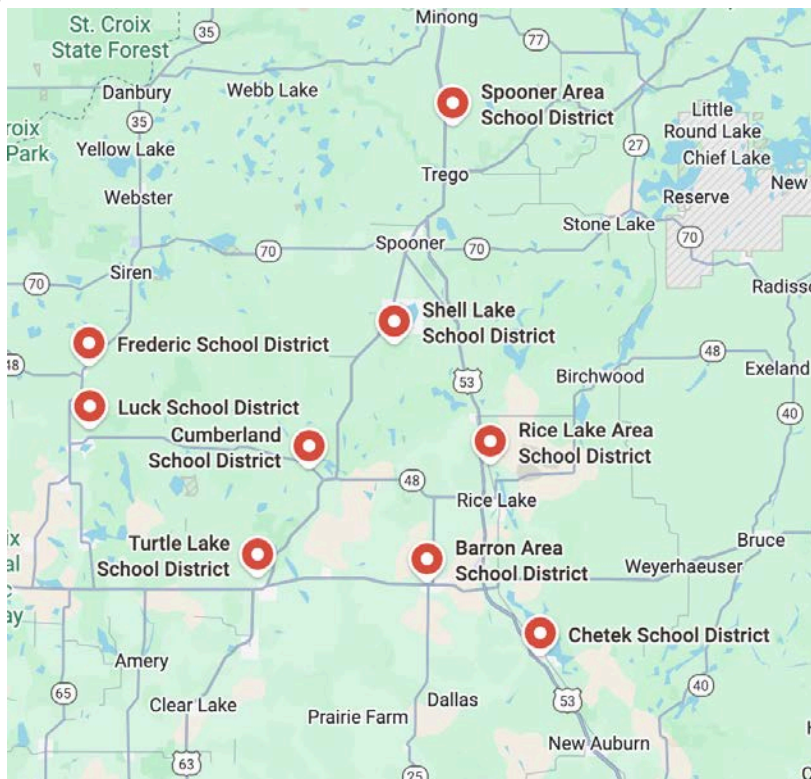 Minong
St. Croix
State Forest
35
77
Danbury
Webb Lake
Spooner Area
School District
Little
Round Lake
Chief Lake
35
Park
Yellow Lake
27
Trego
Webster
Reserve
New
Stone Lake
Spooner
70
70
70
Siren
70
Radisso
Shell Lake
School District
Frederic School District
48
53
48
Birchwood
Exeland
Luck School District
40
Cumberland
School District
Rice Lake Area
School District
48
Rice Lake
Turtle Lake
School District
Barron Area
School District
Bruce
Weyerhaeuser
Chetek School District
Amery
65
Clear Lake
Dallas
40
53
Prairie Farm
New Auburn
63
25